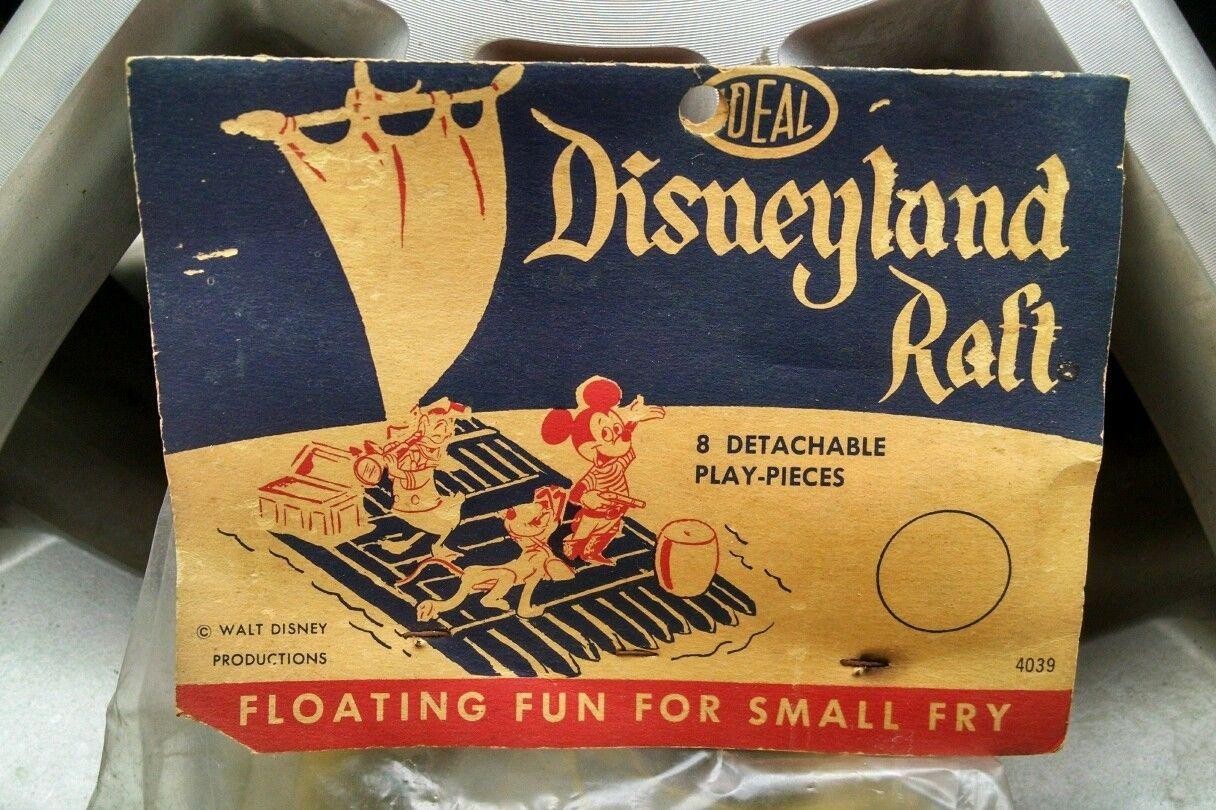 IDEAL
Disneyland
Raft
8 DETACHABLE
PLAY-PIECES
© WALT DISNEY
PRODUCTIONS
4039
FLOATING FUN FOR SMALL FRY